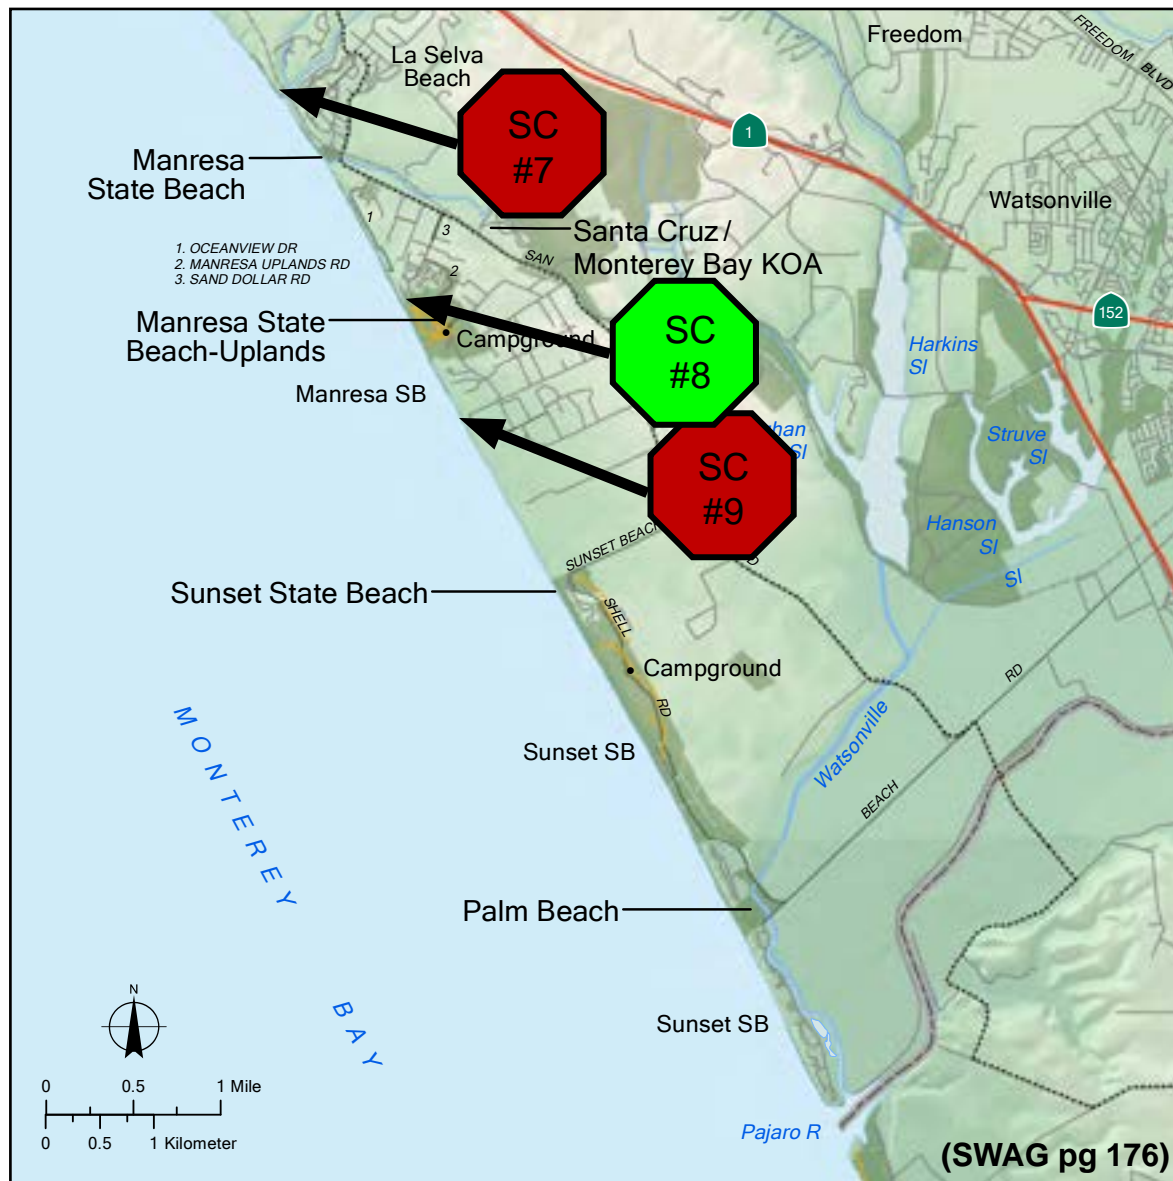 Freedom
FREEDOM BLVD
La Selva
Beach
SC
#7
1
Manresa
State Beach
Watsonville
1
3
2
SAN
Santa Cruz /
Monterey Bay KOA
1. OCEANVIEW DR
2. MANRESA UPLANDS RD
3. SAND DOLLAR RD
152
Manresa State
Beach-Uplands
Campground
SC
#8
Harkins
Sl
Manresa SB
Struve
Sl
han
Sl
SC
#9
Hanson
Sl
SUNSET BEACH
D
Sl
Sunset State Beach
SHELL
RD
Campground
RD
MONTEREY
BAY
Sunset SB
Watsonville
BEACH
Palm Beach
N
Sunset SB
0 0.5 1 Mile
0 0.5 1 Kilometer
Pajaro R
(SWAG pg 176)